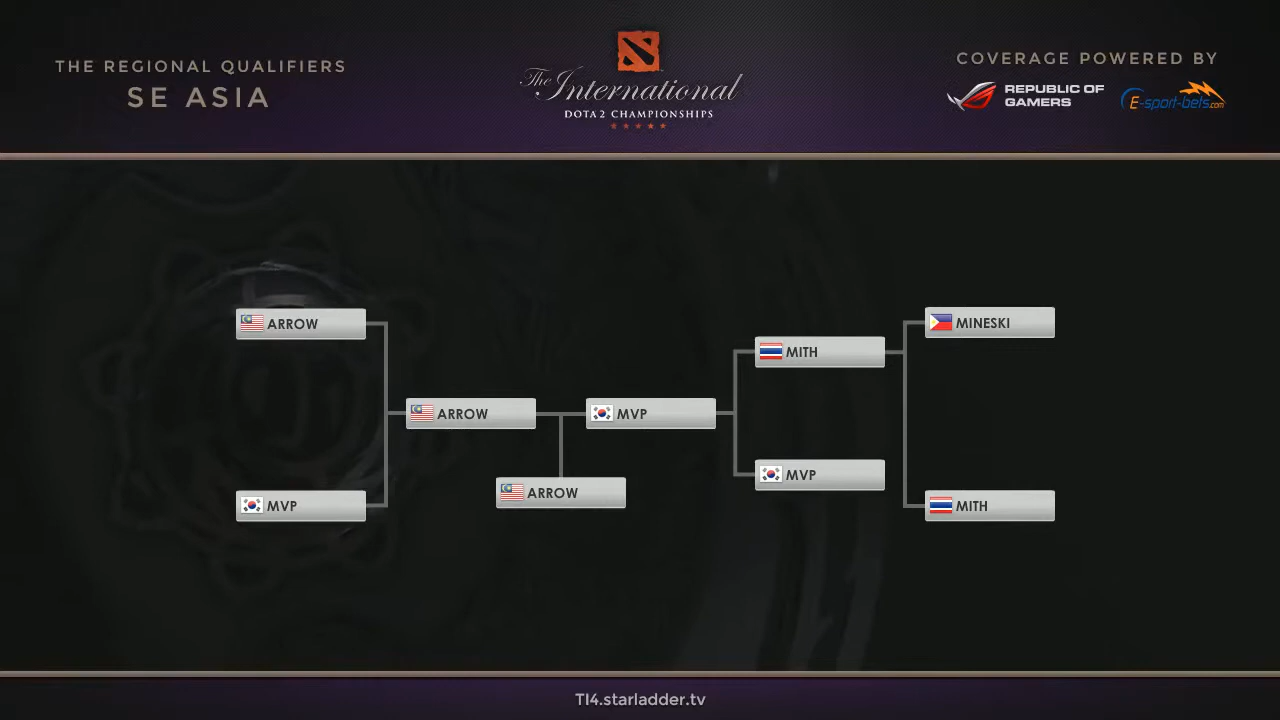 THE REGIONAL QUALIFIERS
SE ASIA
The International
DOTA 2 CHAMPIONSHIPS
COVERAGE POWERED BY
REPUBLIC OF
GAMERS
E-sport-bets.com
ARROW
MVP
ARROW
MVP
ARROW
MITH
MVP
MINESKI
MITH
TI4.starladder.tv